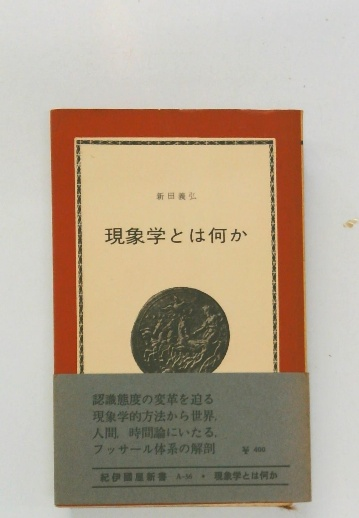 新田義弘
現象学とは何か
認識態度の変革を迫る
現象学的方法から世界,
人間, 時間論にいたる,
フッサール体系の解剖
¥ 400
紀伊國屋新書 A-56 • 現象学とは何か